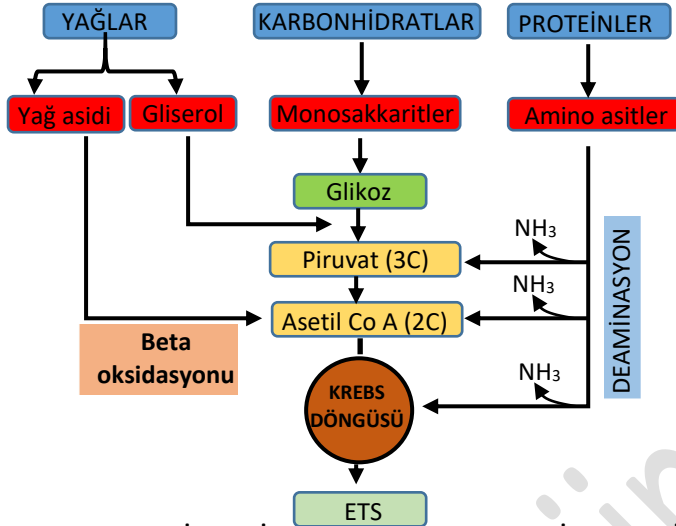 YAĞLAR
KARBONHİDRATLAR
PROTEİNLER
Yağ asidi
Gliserol
Monosakkaritler
Amino asitler
Glikoz
NH3
Piruvat (3C)
NH3
Asetil Co A (2C)
DEAMİNASYON
Beta
oksidasyonu
NH3
KREBS
DÖNGÜSÜ
ETS